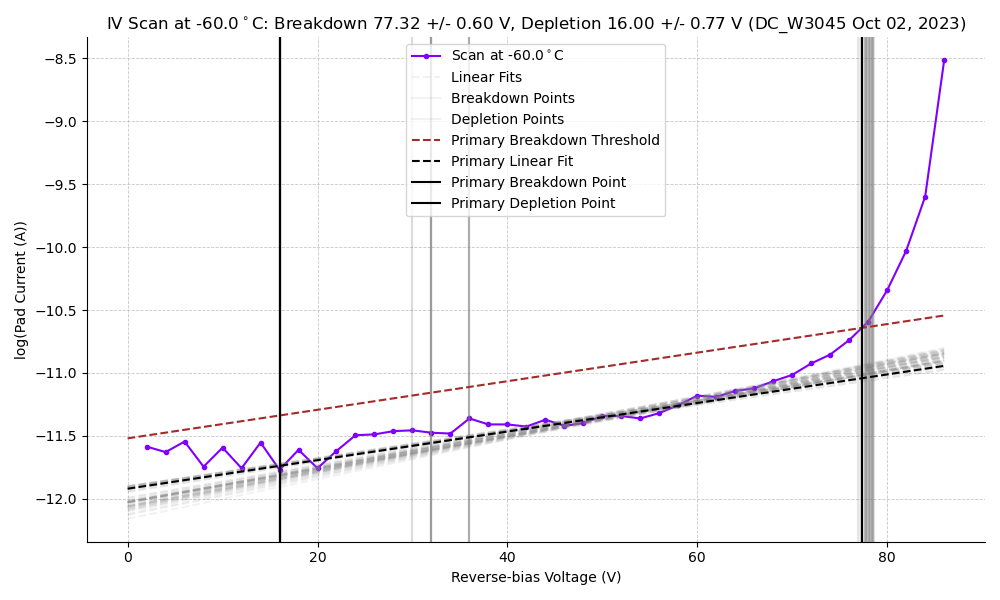 IV Scan at -60.0°C: Breakdown 77.32 +/- 0.60 V, Depletion 16.00 +/- 0.77 V (DC_W3045 Oct 02, 2023)
Scan at -60.0°C
Linear Fits
Breakdown Points
Depletion Points
Primary Breakdown Threshold
Primary Linear Fit
Primary Breakdown Point
Primary Depletion Point
log(Pad Current (A))
−8.5
−9.0
−9.5
−10.0
−10.5
−11.0
−11.5
−12.0
0
20
40
60
80
Reverse-bias Voltage (V)